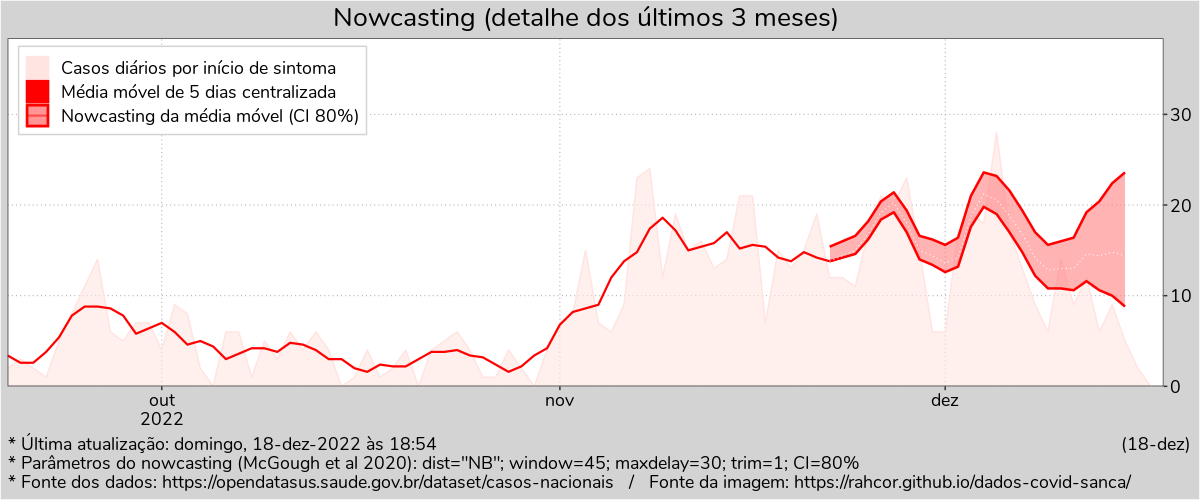 Nowcasting (detalhe dos últimos 3 meses)
Casos diários por início de sintoma
Média móvel de 5 dias centralizada
Nowcasting da média móvel (CI 80%)
30
20
10
0
out
2022
nov
dez
* Última atualização: domingo, 18-dez-2022 às 18:54
(18-dez)
* Parâmetros do nowcasting (McGough et al 2020): dist="NB"; window=45; maxdelay=30; trim=1; CI=80%
* Fonte dos dados: https://opendatasus.saude.gov.br/dataset/casos-nacionais / Fonte da imagem: https://rahcor.github.io/dados-covid-sanca/